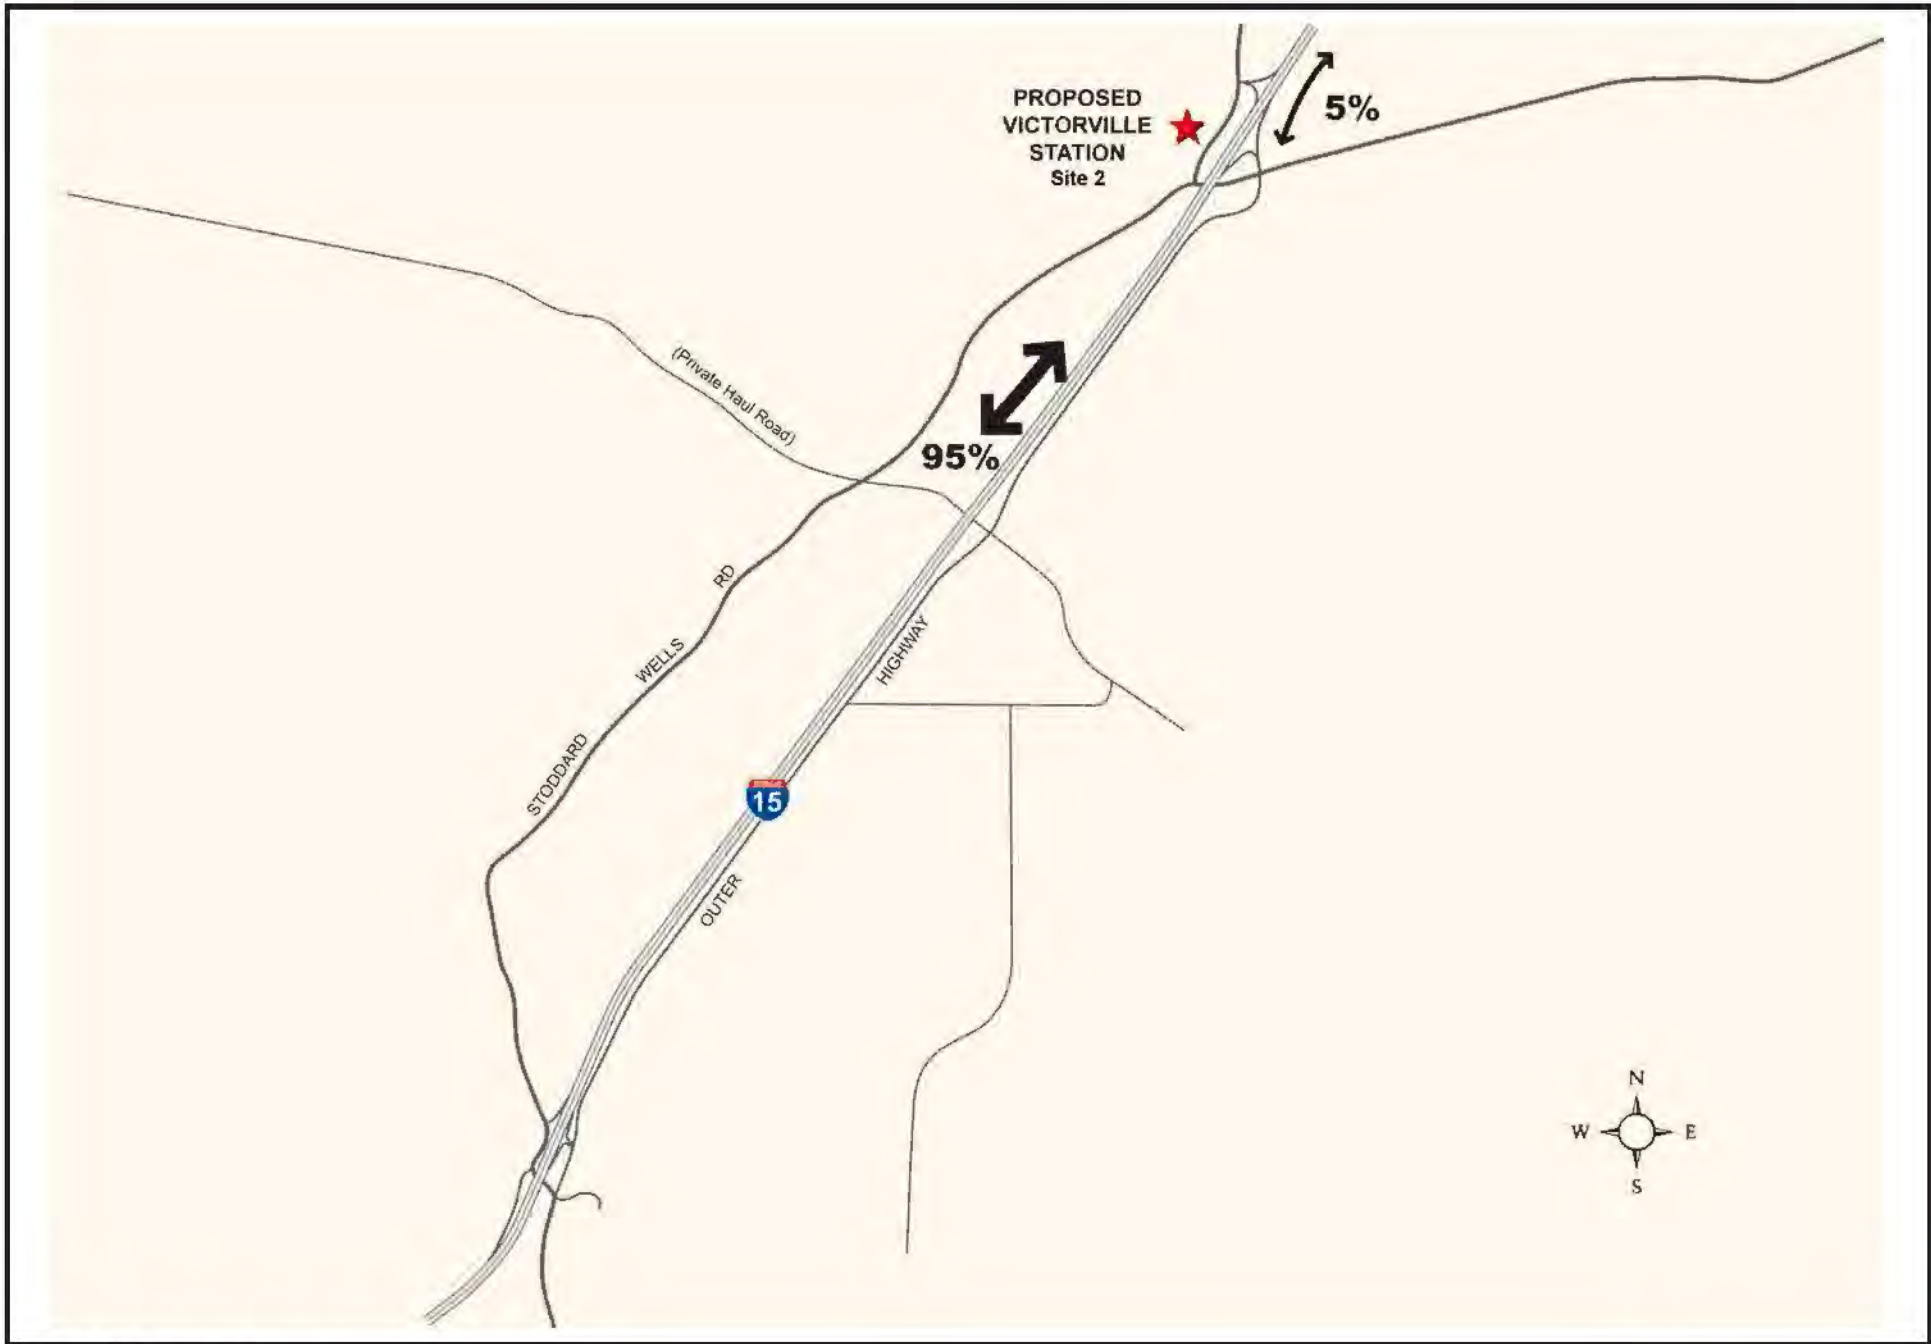 PROPOSED
VICTORVILLE
STATION
Site 2
5%
(Private Haul Road)
95%
STODDARD WELLS RD
OUTER HIGHWAY
15
N
W E
S